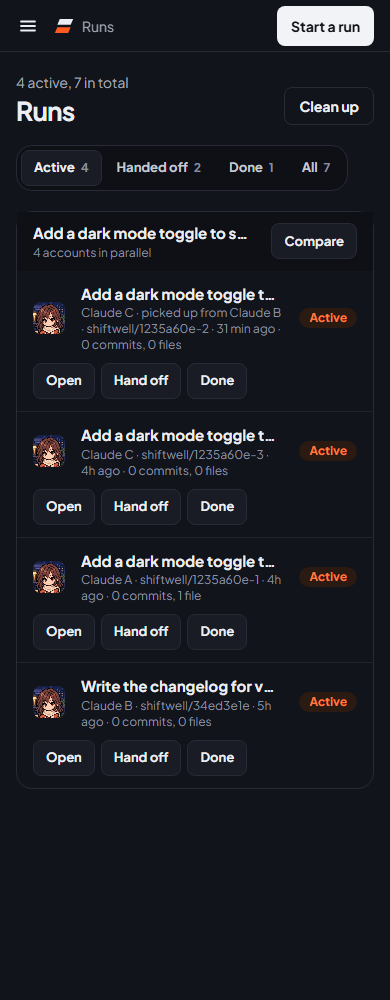 Runs
Start a run
4 active, 7 in total
Runs
Clean up
Active 4
Handed off 2
Done 1
All 7
Add a dark mode toggle to s...
4 accounts in parallel
Compare
Add a dark mode toggle t...
Claude C · picked up from Claude B
· shiftwell/1235a60e-2 · 31 min ago ·
0 commits, 0 files
Active
Open
Hand off
Done
Add a dark mode toggle t...
Claude C · shiftwell/1235a60e-3 ·
4h ago · 0 commits, 0 files
Active
Open
Hand off
Done
Add a dark mode toggle t...
Claude A · shiftwell/1235a60e-1 · 4h
ago · 0 commits, 1 file
Active
Open
Hand off
Done
Write the changelog for v...
Claude B · shiftwell/34ed3e1e · 5h
ago · 0 commits, 0 files
Active
Open
Hand off
Done